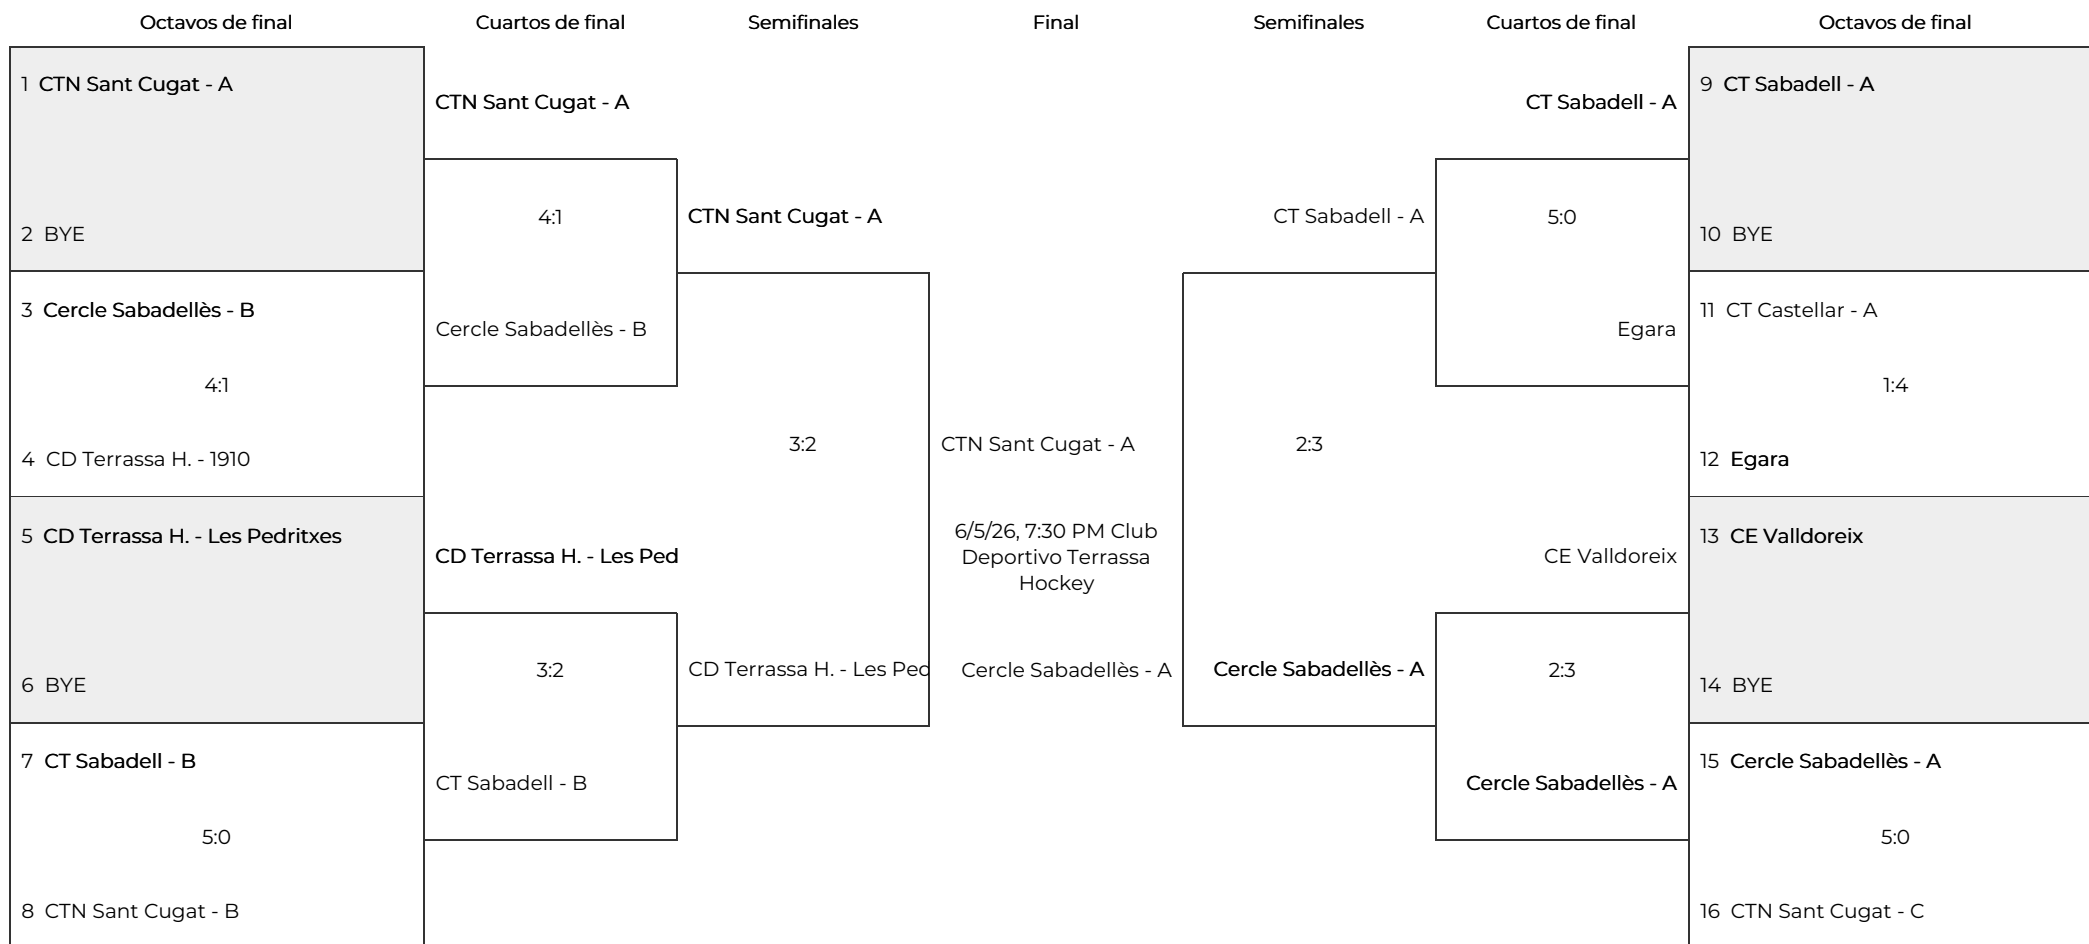 Octavos de final
Cuartos de final
Semifinales
Final
Semifinales
Cuartos de final
Octavos de final
1 CTN Sant Cugat - A
2 BYE
3 Cercle Sabadellès - B
4:1
4 CD Terrassa H. - 1910
5 CD Terrassa H. - Les Pedritxes
6 BYE
7 CT Sabadell - B
5:0
8 CTN Sant Cugat - B
CTN Sant Cugat - A
4:1
Cercle Sabadellès - B
CD Terrassa H. - Les Ped
3:2
CT Sabadell - B
CTN Sant Cugat - A
3:2
CD Terrassa H. - Les Ped
CTN Sant Cugat - A
6/5/26, 7:30 PM Club
Deportivo Terrassa
Hockey
Cercle Sabadellès - A
CT Sabadell - A
2:3
Cercle Sabadellès - A
CT Sabadell - A
5:0
Egara
CE Valldoreix
2:3
Cercle Sabadellès - A
9 CT Sabadell - A
10 BYE
11 CT Castellar - A
1:4
12 Egara
13 CE Valldoreix
14 BYE
15 Cercle Sabadellès - A
5:0
16 CTN Sant Cugat - C